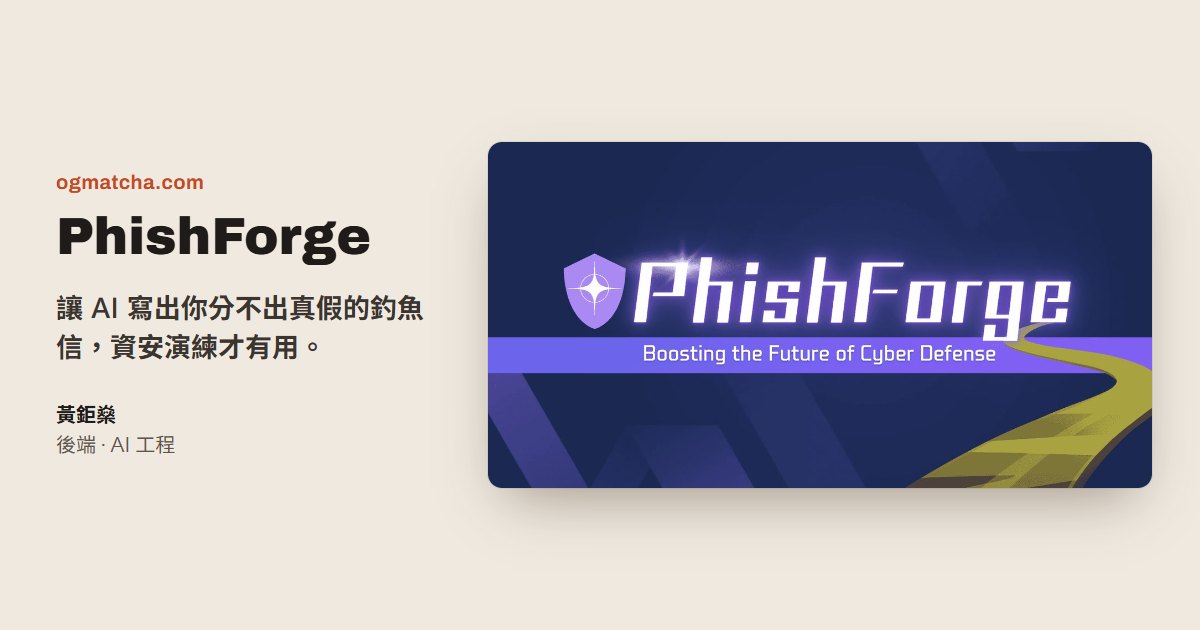 ogmatcha.com
PhishForge
讓 AI 寫出你分不出真假的釣魚
信，資安演練才有用。
黃鉅燊
後端 · AI 工程
PhishForge
Boosting the Future of Cyber Defense